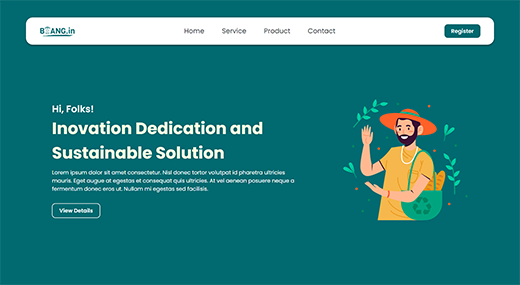 Home Service Product Contact Register
Hi, Folks!
Inovation Dedication and
Sustainable Solution
Lorem ipsum dolor sit amet consectetur. Nisl donec tortor volutpat id pharetra ultricies
mauris. Eget augue at egestas et consequat quis ultricies. At vel aenean posuere neque a
fermentum donec eros ut. Nullam mi egestas sed facilisis.
View Details